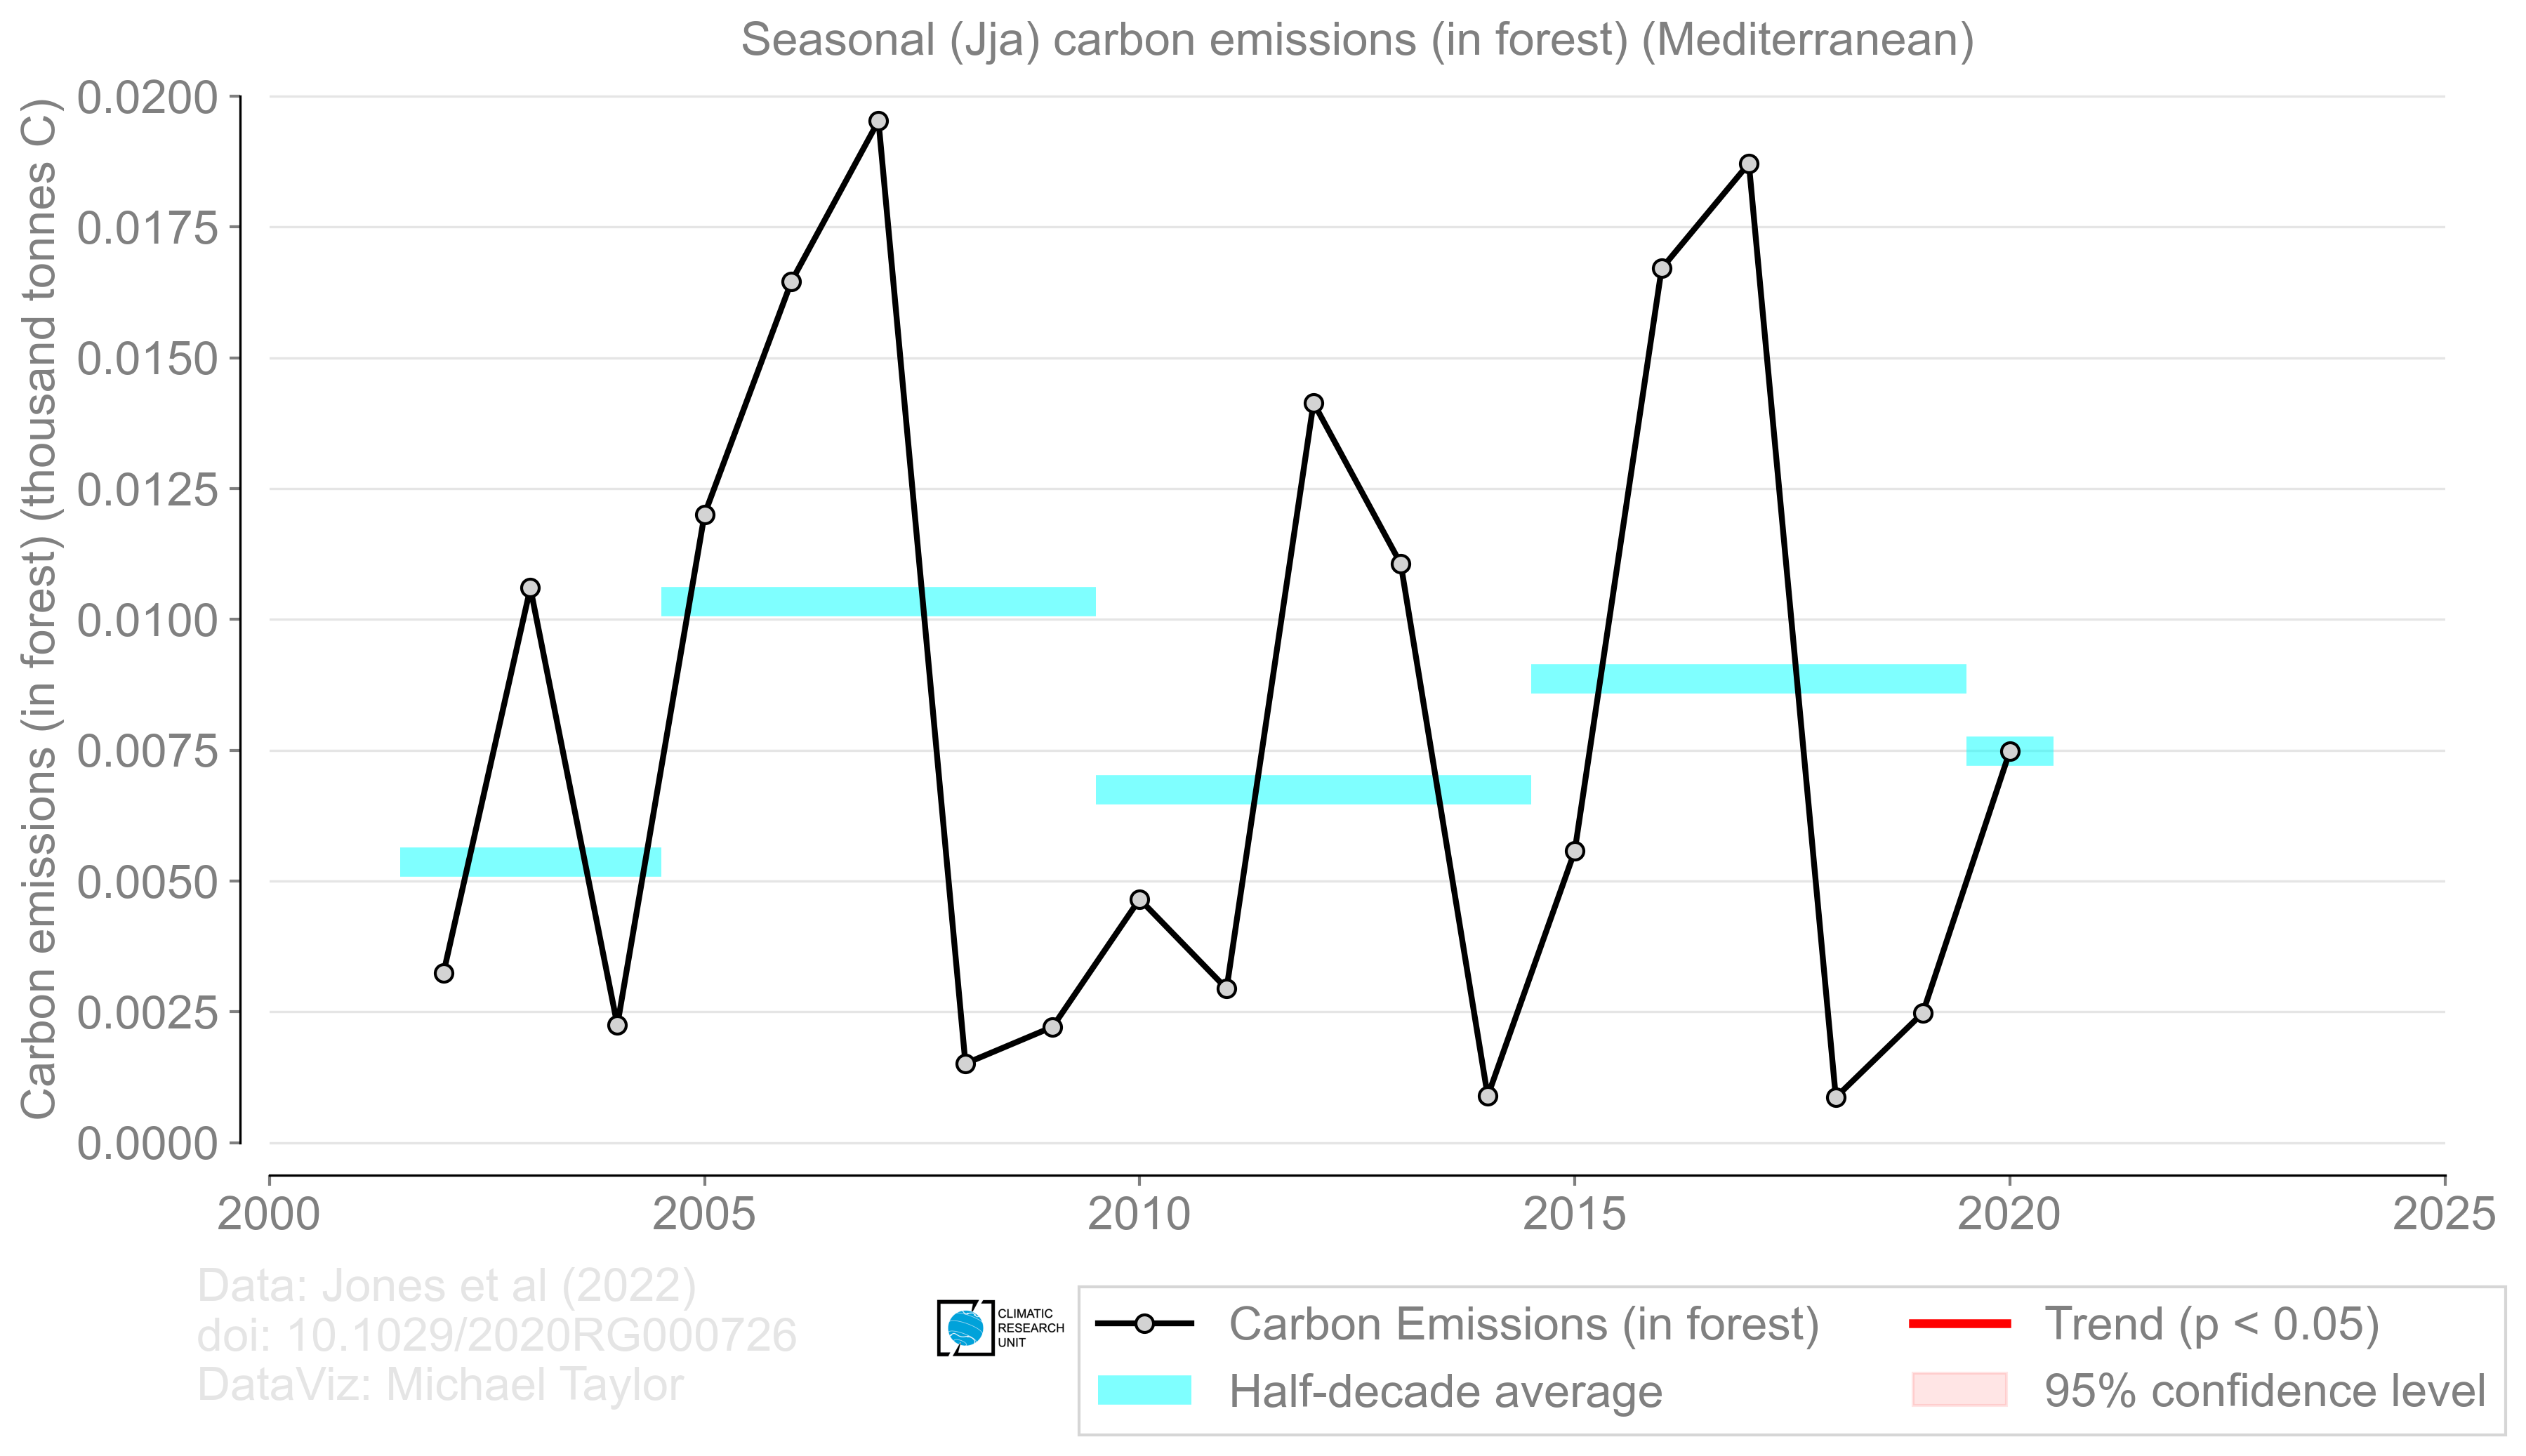 Seasonal (Jja) carbon emissions (in forest) (Mediterranean)
Carbon emissions (in forest) (thousand tonnes C)
0.0200
0.0175
0.0150
0.0125
0.0100
0.0075
0.0050
0.0025
0.0000
2000 2005 2010 2015 2020 2025
Data: Jones et al (2022)
doi: 10.1029/2020RG000726
DataViz: Michael Taylor
CLIMATIC
RESEARCH
UNIT
Carbon Emissions (in forest)
Half-decade average
Trend (p < 0.05)
95% confidence level